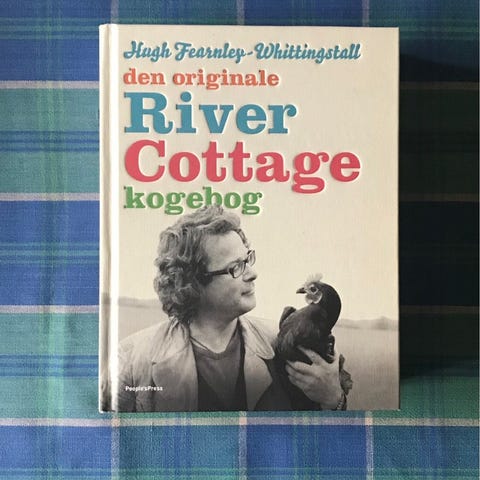 Hugh Fearnley-Whittingstall
den originale
River
Cottage
kogebog
People'sPress